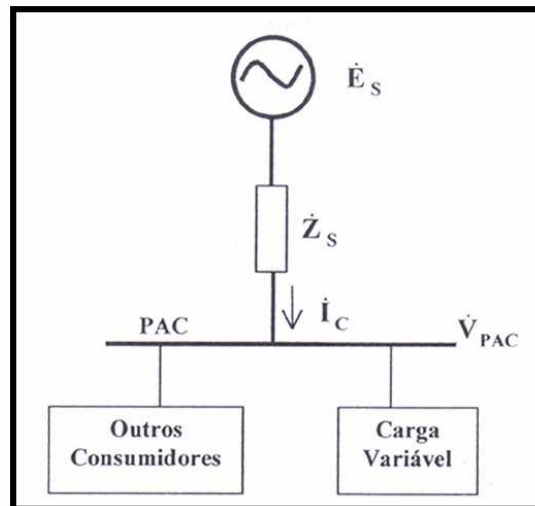 Ė S
Ż S
İ C
PAC
V̇ PAC
Outros
Consumidores
Carga
Variável